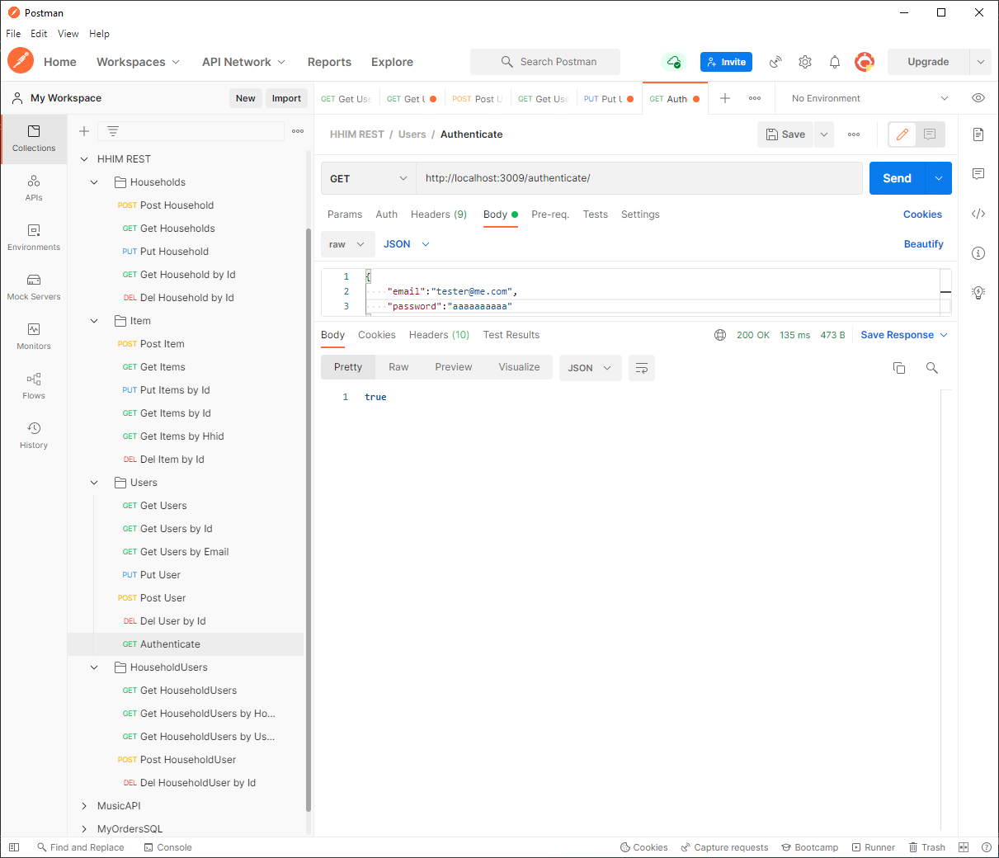 Postman
File Edit View Help
Home Workspaces API Network Reports Explore Search Postman Invite Upgrade
My Workspace New Import
GET Get Use GET Get U POST Post U GET Get Use PUT Put U GET Authe No Environment
Collections
APIs
Environments
Mock Servers
Monitors
Flows
History
HHIM REST
Households
POST Post Household
GET Get Households
PUT Put Household
GET Get Household by Id
DEL Del Household by Id
Item
POST Post Item
GET Get Items
PUT Put Items by Id
GET Get Items by Id
GET Get Items by Hhid
DEL Del Item by Id
Users
GET Get Users
GET Get Users by Id
GET Get Users by Email
PUT Put User
POST Post User
DEL Del User by Id
GET Authenticate
HouseholdUsers
GET Get HouseholdUsers
GET Get HouseholdUsers by Ho...
GET Get HouseholdUsers by Us...
POST Post HouseholdUser
DEL Del HouseholdUser by Id
MusicAPI
MyOrdersSQL
HHIM REST / Users / Authenticate Save
GET http://localhost:3009/authenticate/ Send
Params Auth Headers (9) Body Pre-req. Tests Settings Cookies
raw JSON Beautify
1 {
2 "email":"tester@me.com",
3 "password":"aaaaaaaaaa"
Body Cookies Headers (10) Test Results 200 OK 135 ms 473 B Save Response
Pretty Raw Preview Visualize JSON
1 true
Find and Replace Console Cookies Capture requests Bootcamp Runner Trash